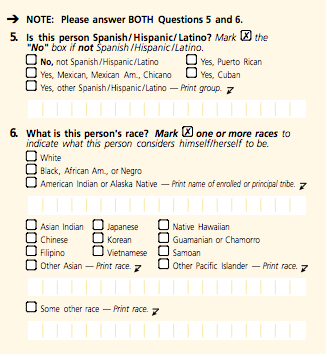 → NOTE: Please answer BOTH Questions 5 and 6.
5. Is this person Spanish/Hispanic/Latino? Mark ☒ the
"No" box if not Spanish/Hispanic/Latino.
☐ No, not Spanish/Hispanic/Latino ☐ Yes, Puerto Rican
☐ Yes, Mexican, Mexican Am., Chicano ☐ Yes, Cuban
☐ Yes, other Spanish/Hispanic/Latino — Print group.
6. What is this person's race? Mark ☒ one or more races to
indicate what this person considers himself/herself to be.
☐ White
☐ Black, African Am., or Negro
☐ American Indian or Alaska Native — Print name of enrolled or principal tribe.
☐ Asian Indian ☐ Japanese ☐ Native Hawaiian
☐ Chinese ☐ Korean ☐ Guamanian or Chamorro
☐ Filipino ☐ Vietnamese ☐ Samoan
☐ Other Asian — Print race. ☐ Other Pacific Islander — Print race.
☐ Some other race — Print race.